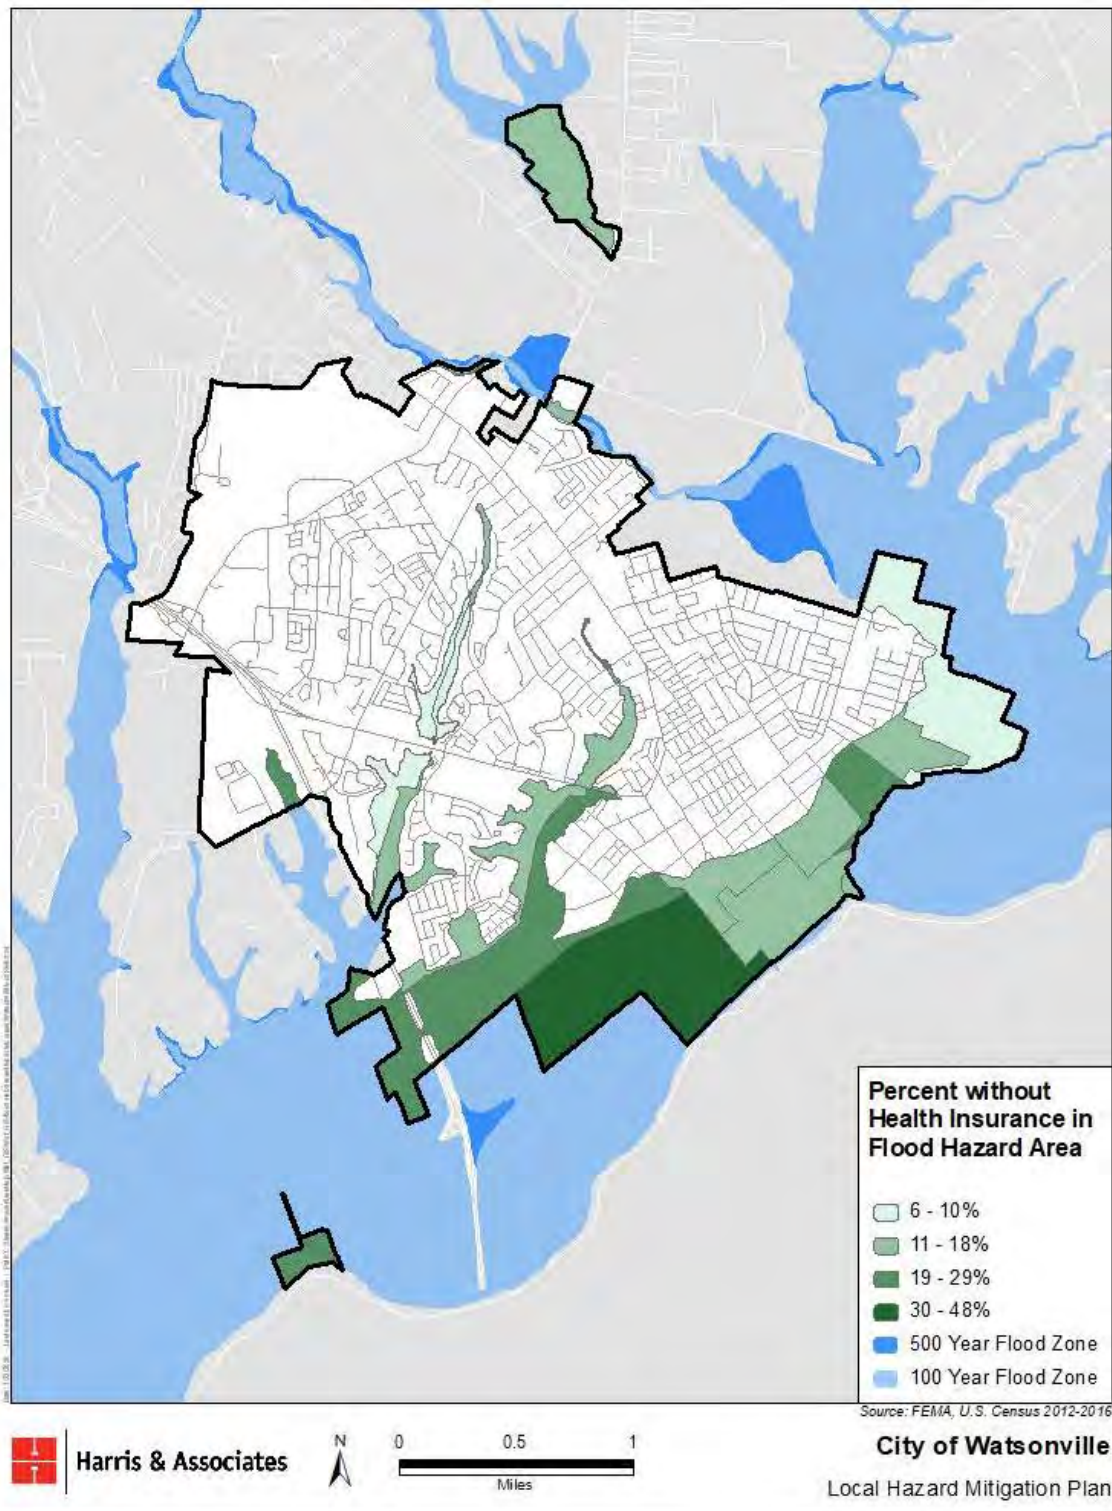 Percent without
Health Insurance in
Flood Hazard Area
6 - 10%
11 - 18%
19 - 29%
30 - 48%
500 Year Flood Zone
100 Year Flood Zone
Source: FEMA, U.S. Census 2012-2016
Harris & Associates
N
0 0.5 1
Miles
City of Watsonville
Local Hazard Mitigation Plan